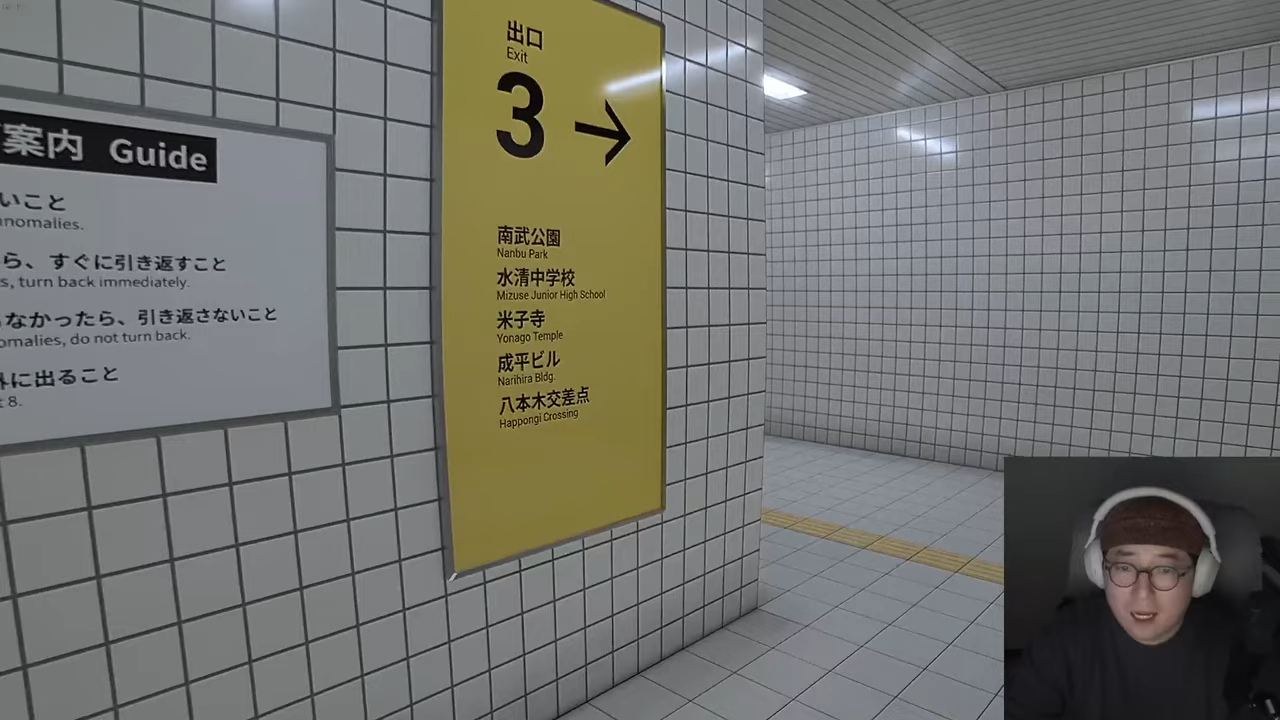 案内 Guide
いこと
anomalies.
ら、すぐに引き返すこと
s, turn back immediately.
なかったら、引き返さないこと
omalies, do not turn back.
外に出ること
8.
出口
Exit
3
南武公園
Nanbu Park
水清中学校
Mizuse Junior High School
米子寺
Yonago Temple
成平ビル
Narihira Bldg.
八本木交差点
Happongi Crossing